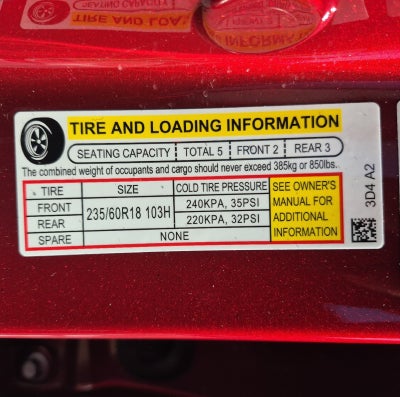 TIRE AND LOADING INFORMATION
SEATING CAPACITY TOTAL 5 FRONT 2 REAR 3
The combined weight of occupants and cargo should never exceed 385kg or 850lbs.
TIRE SIZE COLD TIRE PRESSURE SEE OWNER'S MANUAL FOR ADDITIONAL INFORMATION
FRONT 235/60R18 103H 240KPA, 35PSI
REAR 220KPA, 32PSI
SPARE NONE
3D4 A2